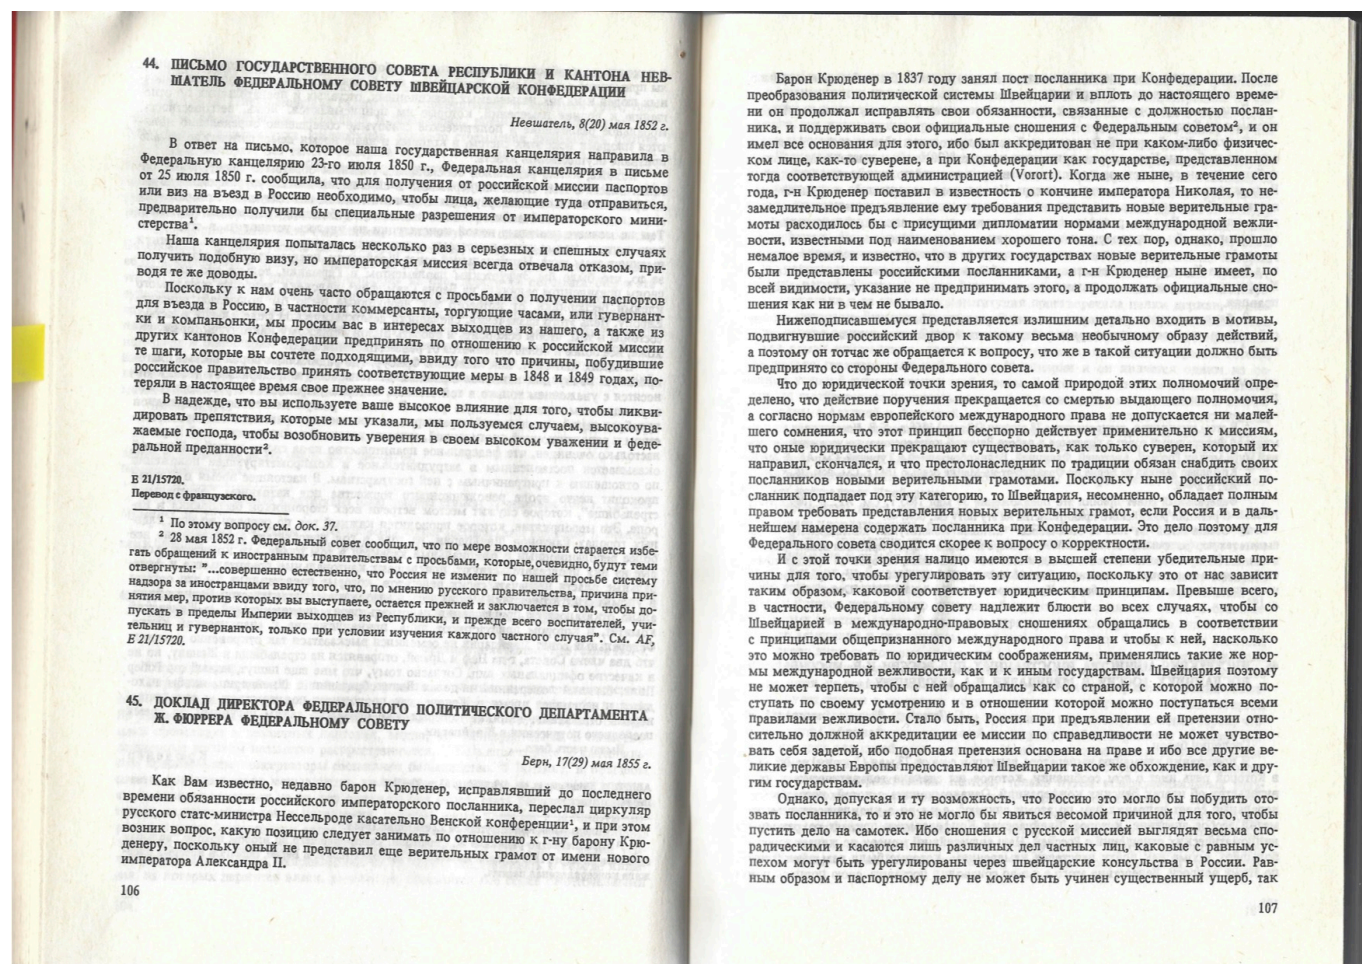 44. ПИСЬМО ГОСУДАРСТВЕННОГО СОВЕТА РЕСПУБЛИКИ И КАНТОНА НЕВ-
ШАТЕЛЬ ФЕДЕРАЛЬНОМУ СОВЕТУ ШВЕЙЦАРСКОЙ КОНФЕДЕРАЦИИ
Невшатель, 8(20) мая 1852 г.
В ответ на письмо, которое наша государственная канцелярия направила в
Федеральную канцелярию 23-го июля 1850 г., Федеральная канцелярия в письме
от 25 июля 1850 г. сообщила, что для получения от российской миссии паспортов
или виз на въезд в Россию необходимо, чтобы лица, желающие туда отправиться,
предварительно получили бы специальные разрешения от императорского мини-
стерства¹.
Наша канцелярия попыталась несколько раз в серьезных и спешных случаях
получить подобную визу, но императорская миссия всегда отвечала отказом, при-
водя те же доводы.
Поскольку к нам очень часто обращаются с просьбами о получении паспортов
для въезда в Россию, в частности коммерсанты, торгующие часами, или гувернант-
ки и компаньонки, мы просим вас в интересах выходцев из нашего, а также из
других кантонов Конфедерации предпринять по отношению к российской миссии
те шаги, которые вы сочтете подходящими, ввиду того что причины, побудившие
российское правительство принять соответствующие меры в 1848 и 1849 годах, по-
теряли в настоящее время свое прежнее значение.
В надежде, что вы используете ваше высокое влияние для того, чтобы ликви-
дировать препятствия, которые мы указали, мы пользуемся случаем, высокоува-
жаемые господа, чтобы возобновить уверения в своем высоком уважении и феде-
ральной преданности².
E 21/15720.
Перевод с французского.
¹ По этому вопросу см. док. 37.
² 28 мая 1852 г. Федеральный совет сообщил, что по мере возможности старается избе-
гать обращений к иностранным правительствам с просьбами, которые, очевидно, будут теми
отвергнуты: "...совершенно естественно, что Россия не изменит по нашей просьбе систему
надзора за иностранцами ввиду того, что, по мнению русского правительства, причина при-
нятия мер, против которых вы выступаете, остается прежней и заключается в том, чтобы до-
пускать в пределы Империи выходцев из Республики, и прежде всего воспитателей, учи-
тельниц и гувернанток, только при условии изучения каждого частного случая". См. AF,
E 21/15720.
45. ДОКЛАД ДИРЕКТОРА ФЕДЕРАЛЬНОГО ПОЛИТИЧЕСКОГО ДЕПАРТАМЕНТА
Ж. ФЮРРЕРА ФЕДЕРАЛЬНОМУ СОВЕТУ
Берн, 17(29) мая 1855 г.
Как Вам известно, недавно барон Крюденер, исправлявший до последнего
времени обязанности российского императорского посланника, переслал циркуляр
русского статс-министра Нессельроде касательно Венской конференции¹, и при этом
возник вопрос, какую позицию следует занимать по отношению к г-ну барону Крю-
денеру, поскольку оный не представил еще верительных грамот от имени нового
императора Александра II.
106
Барон Крюденер в 1837 году занял пост посланника при Конфедерации. После
преобразования политической системы Швейцарии и вплоть до настоящего време-
ни он продолжал исправлять свои обязанности, связанные с должностью послан-
ника, и поддерживать свои официальные сношения с Федеральным советом², и он
имел все основания для этого, ибо был аккредитован не при каком-либо физичес-
ком лице, как-то суверене, а при Конфедерации как государстве, представленном
тогда соответствующей администрацией (Vorort). Когда же ныне, в течение сего
года, г-н Крюденер поставил в известность о кончине императора Николая, то не-
замедлительное предъявление ему требования представить новые верительные гра-
моты расходилось бы с присущими дипломатии нормами международной вежли-
вости, известными под наименованием хорошего тона. С тех пор, однако, прошло
немалое время, и известно, что в других государствах новые верительные грамоты
были представлены российскими посланниками, а г-н Крюденер ныне имеет, по
всей видимости, указание не предпринимать этого, а продолжать официальные сно-
шения как ни в чем не бывало.
Нижеподписавшемуся представляется излишним детально входить в мотивы,
подвигнувшие российский двор к такому весьма необычному образу действий,
а поэтому он тотчас же обращается к вопросу, что же в такой ситуации должно быть
предпринято со стороны Федерального совета.
Что до юридической точки зрения, то самой природой этих полномочий опре-
делено, что действие поручения прекращается со смертью выдающего полномочия,
а согласно нормам европейского международного права не допускается ни малей-
шего сомнения, что этот принцип бесспорно действует применительно к миссиям,
что оные юридически прекращают существовать, как только суверен, который их
направил, скончался, и что престолонаследник по традиции обязан снабдить своих
посланников новыми верительными грамотами. Поскольку ныне российский по-
сланник подпадает под эту категорию, то Швейцария, несомненно, обладает полным
правом требовать представления новых верительных грамот, если Россия и в даль-
нейшем намерена содержать посланника при Конфедерации. Это дело поэтому для
Федерального совета сводится скорее к вопросу о корректности.
И с этой точки зрения налицо имеются в высшей степени убедительные при-
чины для того, чтобы урегулировать эту ситуацию, поскольку это от нас зависит
таким образом, каковой соответствует юридическим принципам. Превыше всего,
в частности, Федеральному совету надлежит блюсти во всех случаях, чтобы со
Швейцарией в международно-правовых сношениях обращались в соответствии
с принципами общепризнанного международного права и чтобы к ней, насколько
это можно требовать по юридическим соображениям, применялись такие же нор-
мы международной вежливости, как и к иным государствам. Швейцария поэтому
не может терпеть, чтобы с ней обращались как со страной, с которой можно по-
ступать по своему усмотрению и в отношении которой можно поступаться всеми
правилами вежливости. Стало быть, Россия при предъявлении ей претензии отно-
сительно должной аккредитации ее миссии по справедливости не может чувство-
вать себя задетой, ибо подобная претензия основана на праве и ибо все другие ве-
ликие державы Европы предоставляют Швейцарии такое же обхождение, как и дру-
гим государствам.
Однако, допуская и ту возможность, что Россию это могло бы побудить ото-
звать посланника, то и это не могло бы явиться весомой причиной для того, чтобы
пустить дело на самотек. Ибо сношения с русской миссией выглядят весьма спо-
радическими и касаются лишь различных дел частных лиц, каковые с равным ус-
пехом могут быть урегулированы через швейцарские консульства в России. Рав-
ным образом и паспортному делу не может быть учинен существенный ущерб, так
107